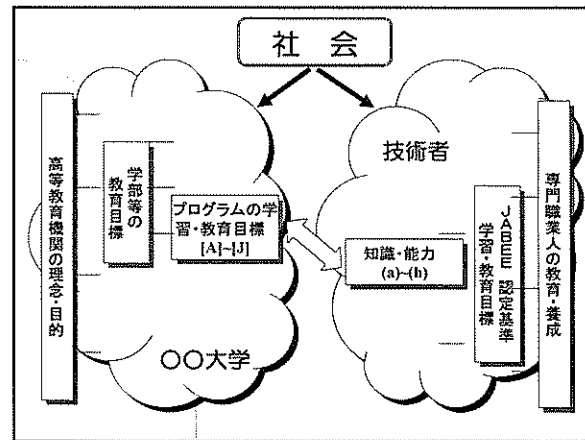 社 会
高等教育機関の理念・目的
学部等の
教育目標
プログラムの学
習・教育目標
[A]~[J]
〇〇大学
技術者
知識・能力
(a)~(h)
JABEE 認定基準
学習・教育目標
専門職業人の教育・養成